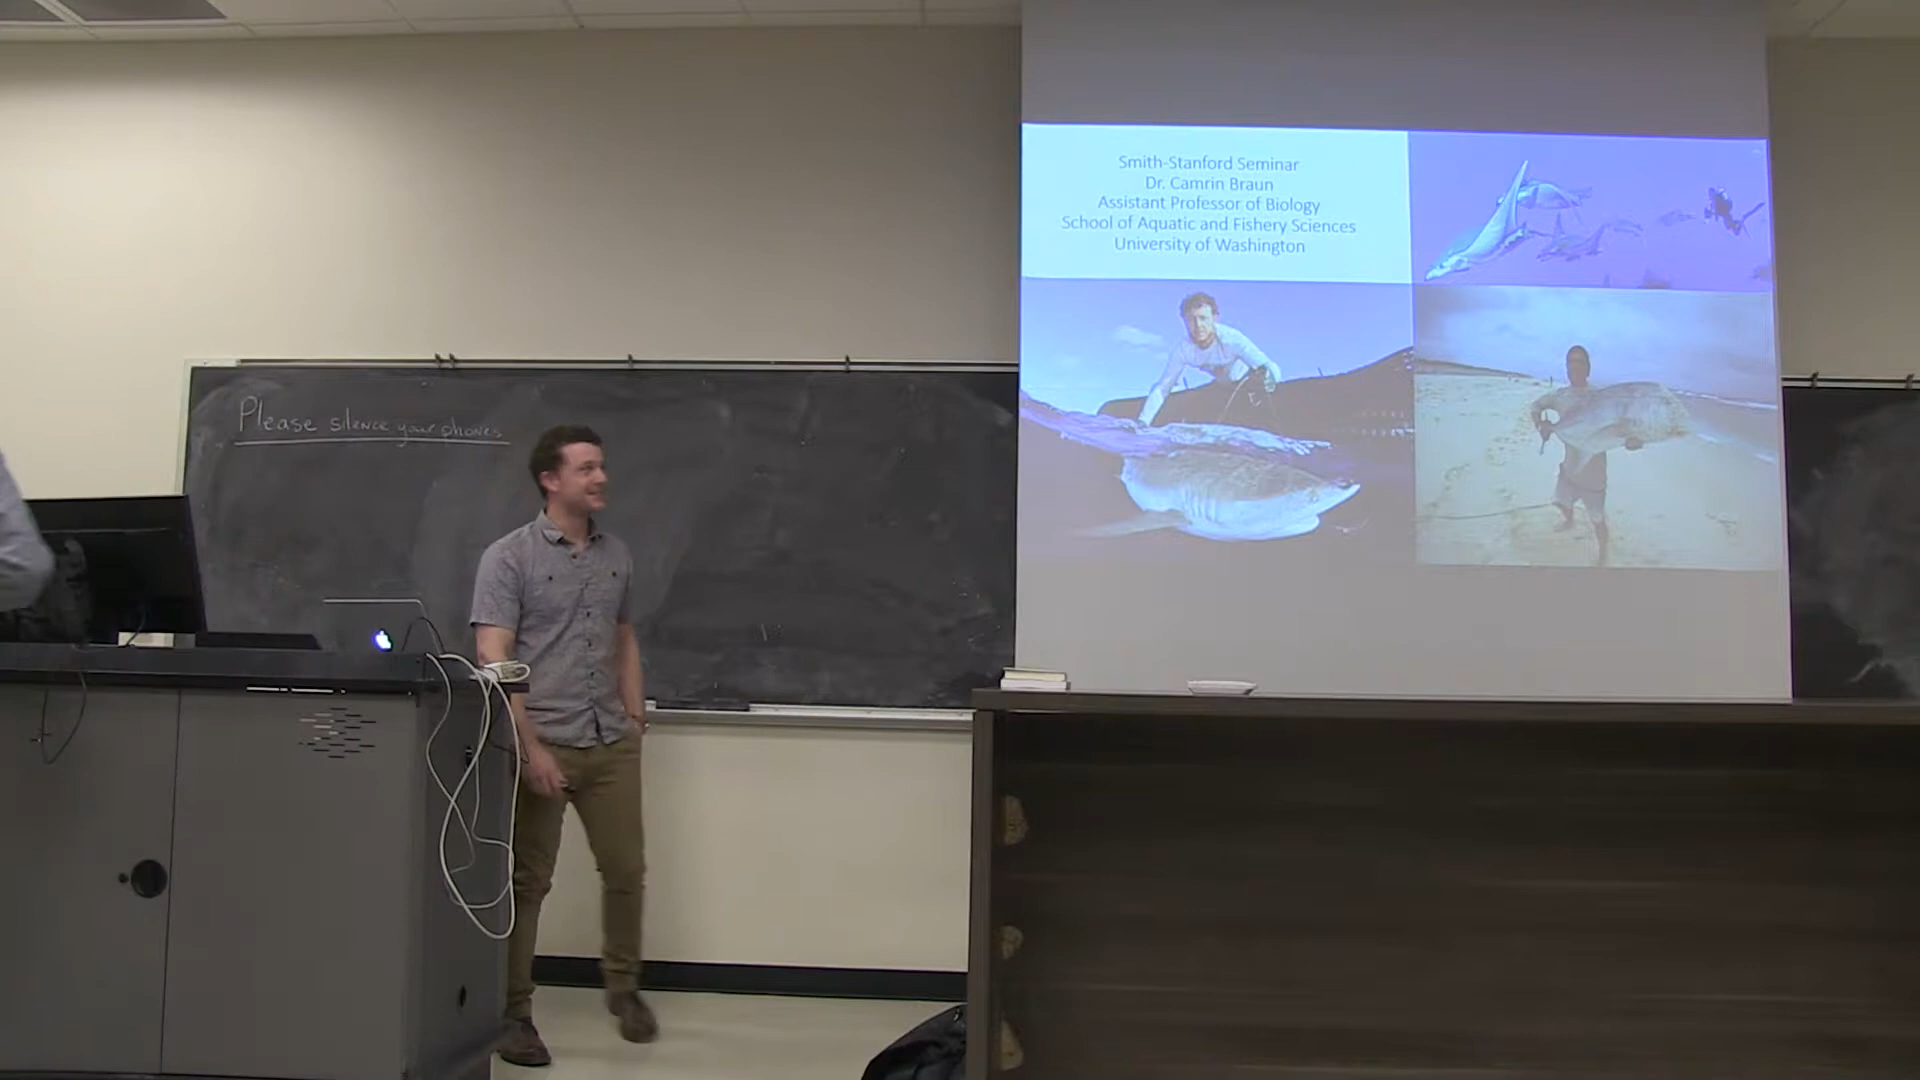 Smith-Stanford Seminar
Dr. Camrin Braun
Assistant Professor of Biology
School of Aquatic and Fishery Sciences
University of Washington
Please silence your phones